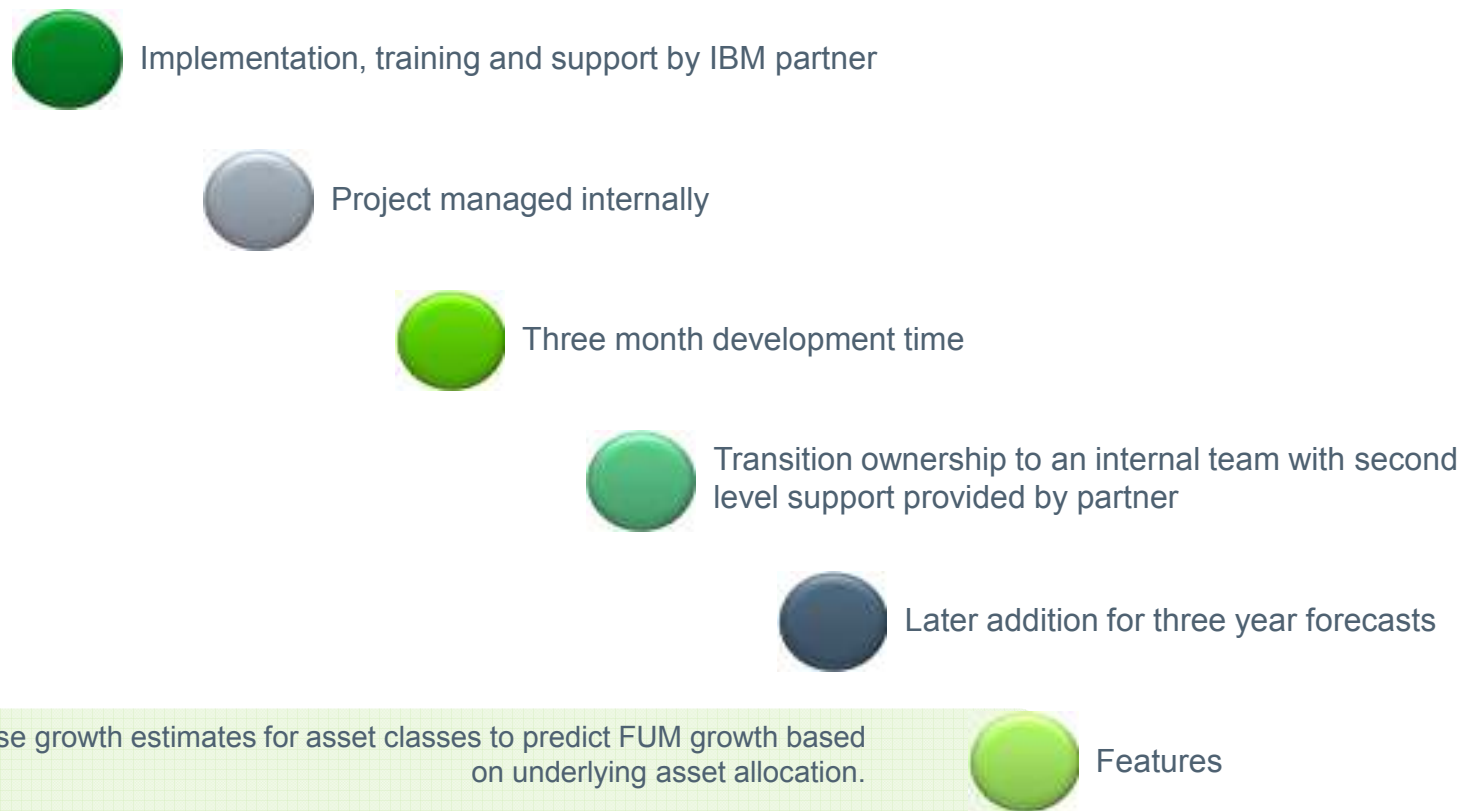 Implementation, training and support by IBM partner
Project managed internally
Three month development time
Transition ownership to an internal team with second
level support provided by partner
Later addition for three year forecasts
growth estimates for asset classes to predict FUM growth based
on underlying asset allocation.
Features